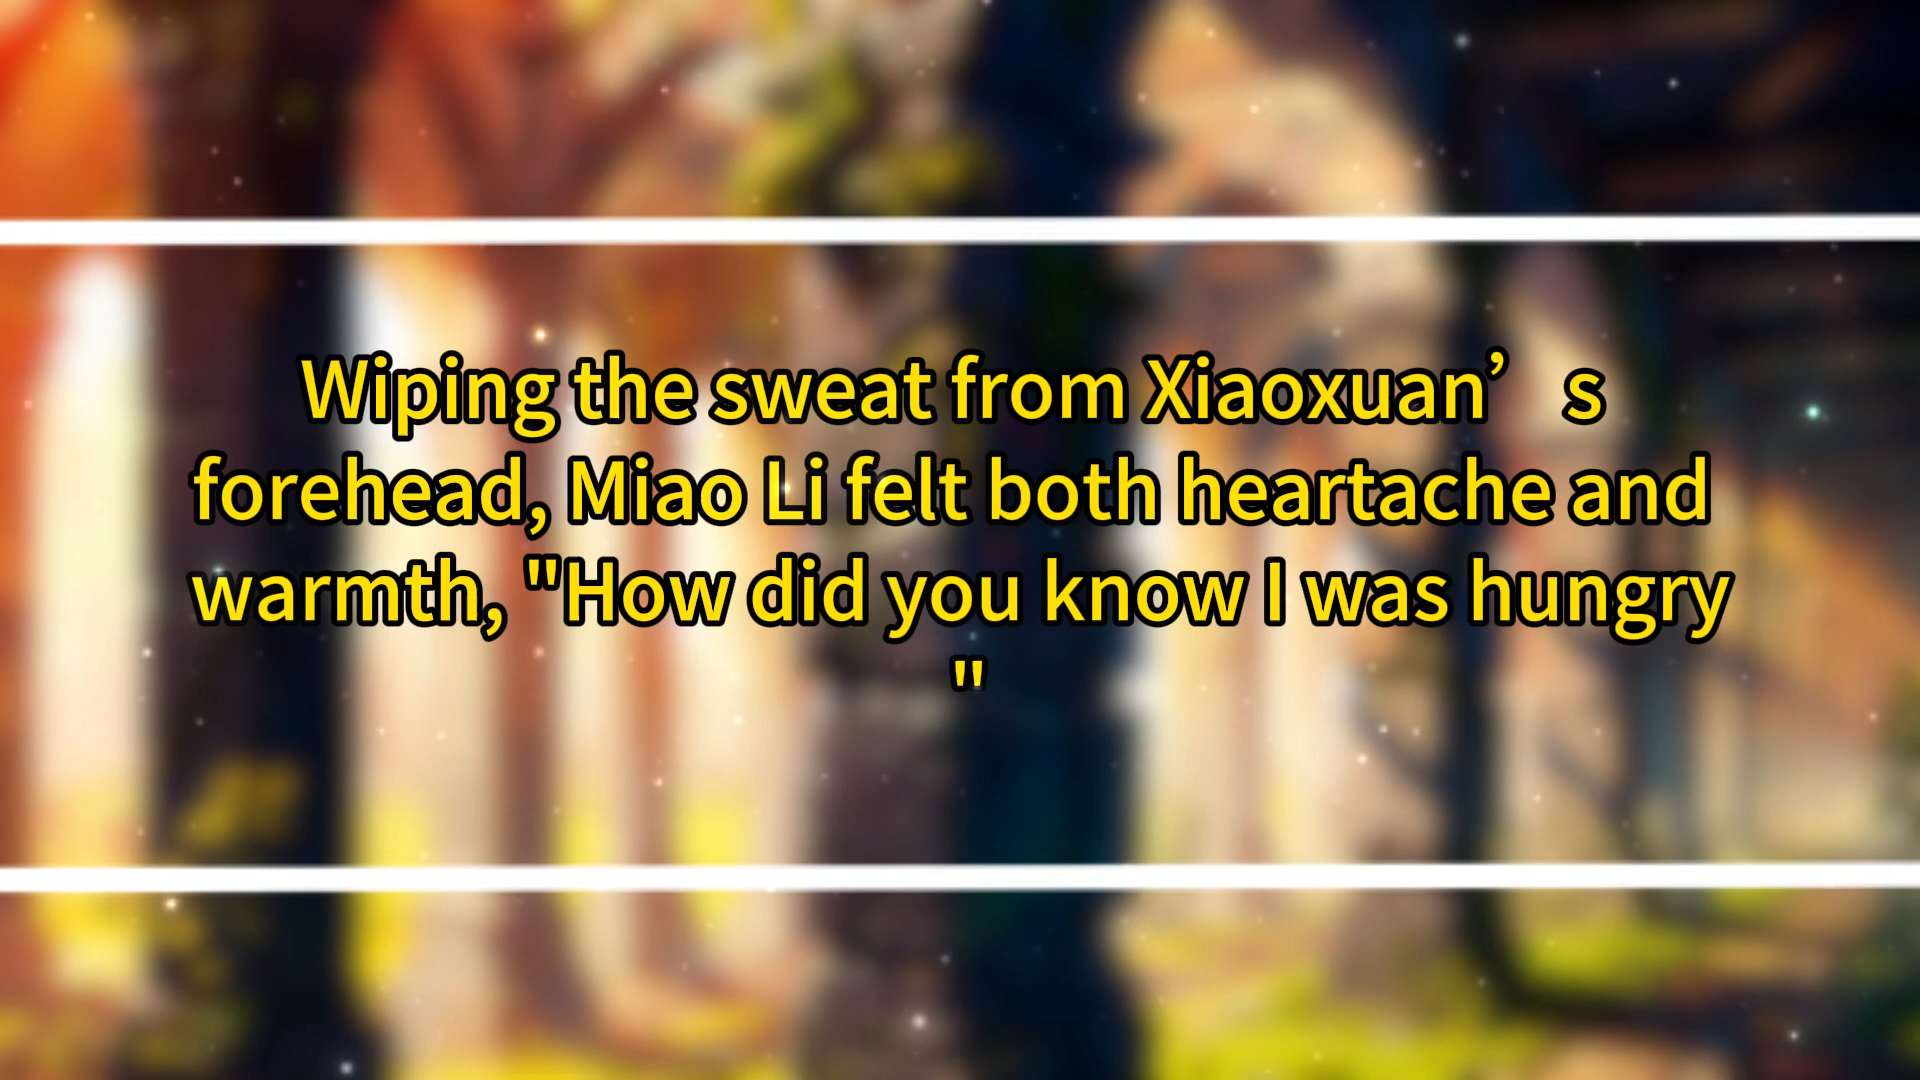 Wiping the sweat from Xiaoxuan’s
forehead, Miao Li felt both heartache and
warmth, "How did you know I was hungry
"